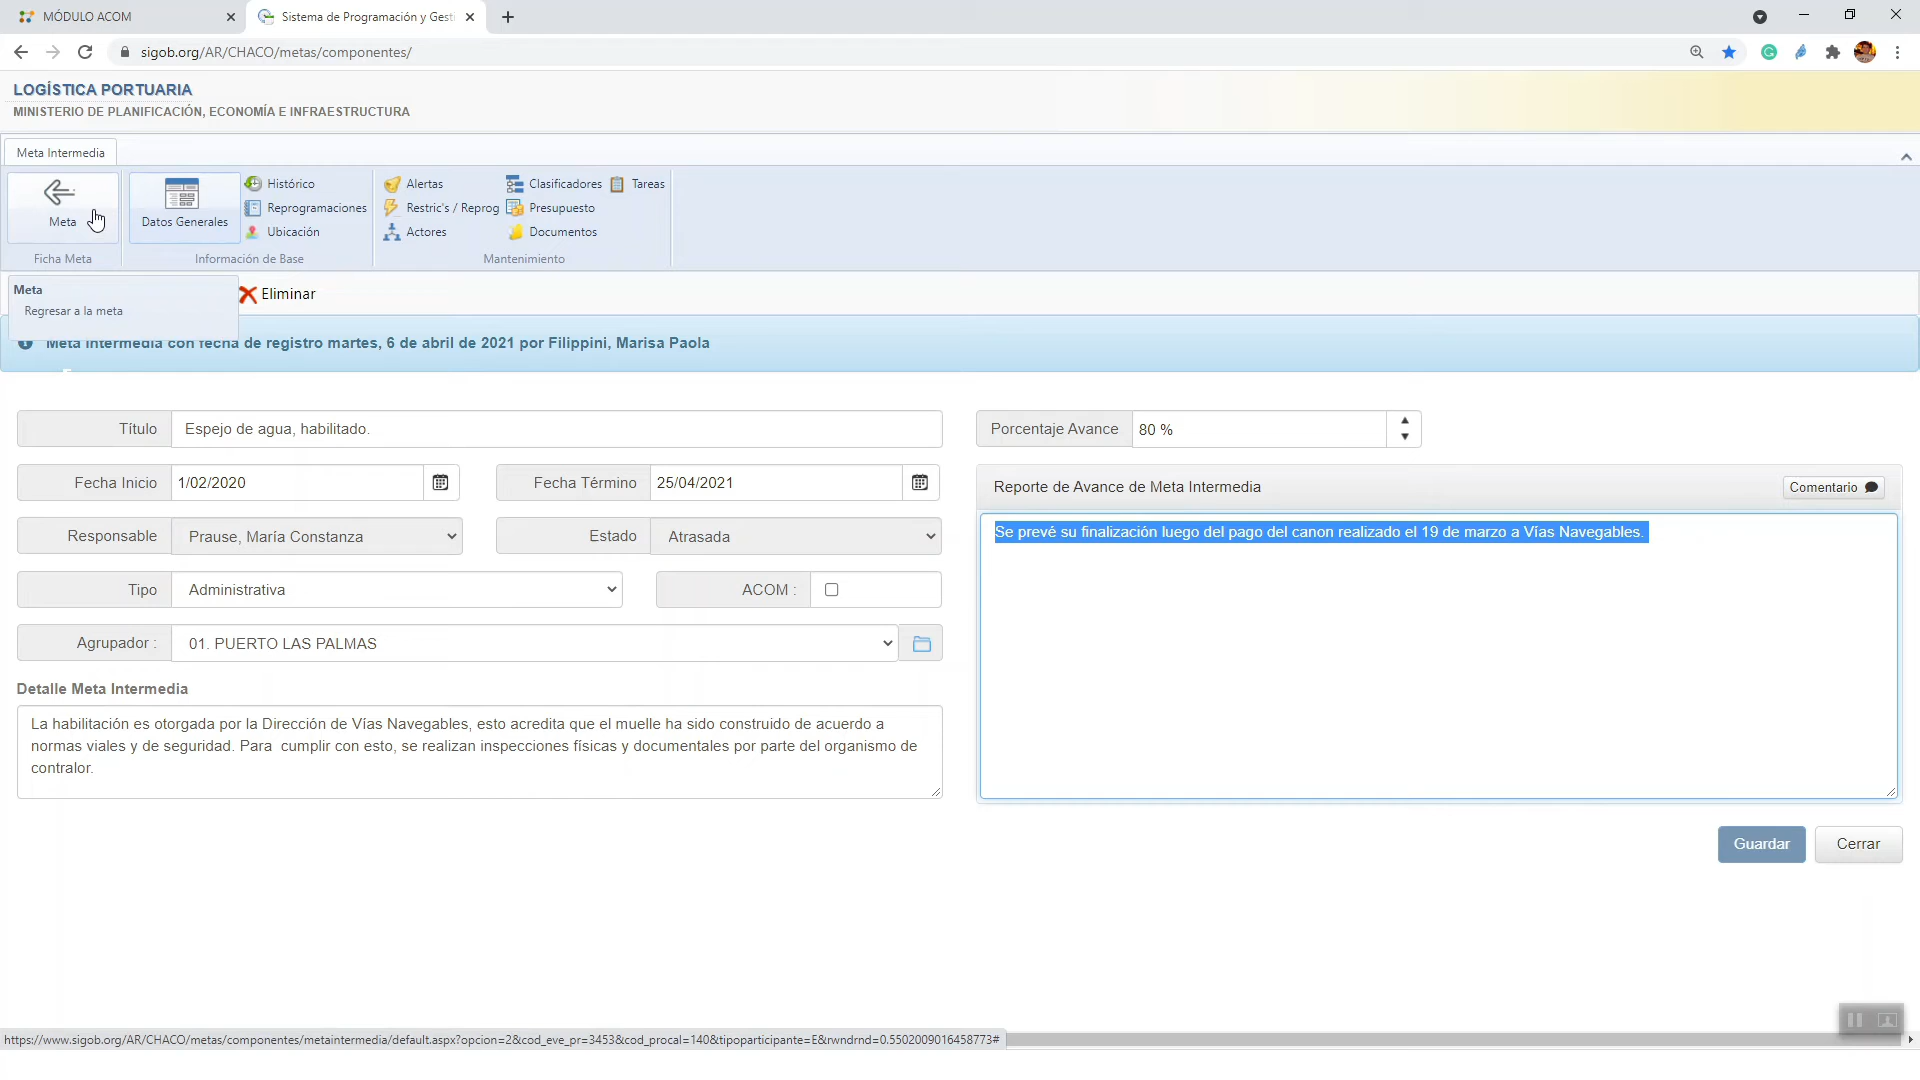 MÓDULO ACOM
Sistema de Programación y Gesti
sigob.org/AR/CHACO/metas/componentes/
LOGÍSTICA PORTUARIA
MINISTERIO DE PLANIFICACIÓN, ECONOMÍA E INFRAESTRUCTURA
Meta Intermedia
Meta
Ficha Meta
Datos Generales
Histórico
Reprogramaciones
Ubicación
Información de Base
Alertas
Restric's / Reprog
Actores
Clasificadores
Presupuesto
Documentos
Tareas
Mantenimiento
Meta
Regresar a la meta
Eliminar
Meta Intermedia con fecha de registro martes, 6 de abril de 2021 por Filippini, Marisa Paola
Título
Espejo de agua, habilitado.
Porcentaje Avance
80 %
Fecha Inicio
1/02/2020
Fecha Término
25/04/2021
Reporte de Avance de Meta Intermedia
Comentario
Se prevé su finalización luego del pago del canon realizado el 19 de marzo a Vías Navegables.
Responsable
Prause, María Constanza
Estado
Atrasada
Tipo
Administrativa
ACOM :
Agrupador :
01. PUERTO LAS PALMAS
Detalle Meta Intermedia
La habilitación es otorgada por la Dirección de Vías Navegables, esto acredita que el muelle ha sido construido de acuerdo a
normas viales y de seguridad. Para  cumplir con esto, se realizan inspecciones físicas y documentales por parte del organismo de
contralor.
Guardar
Cerrar
https://www.sigob.org/AR/CHACO/metas/componentes/metaintermedia/default.aspx?opcion=2&cod_eve_pr=3453&cod_procal=140&tipoparticipante=E&rwndrnd=0.5502009016458773#